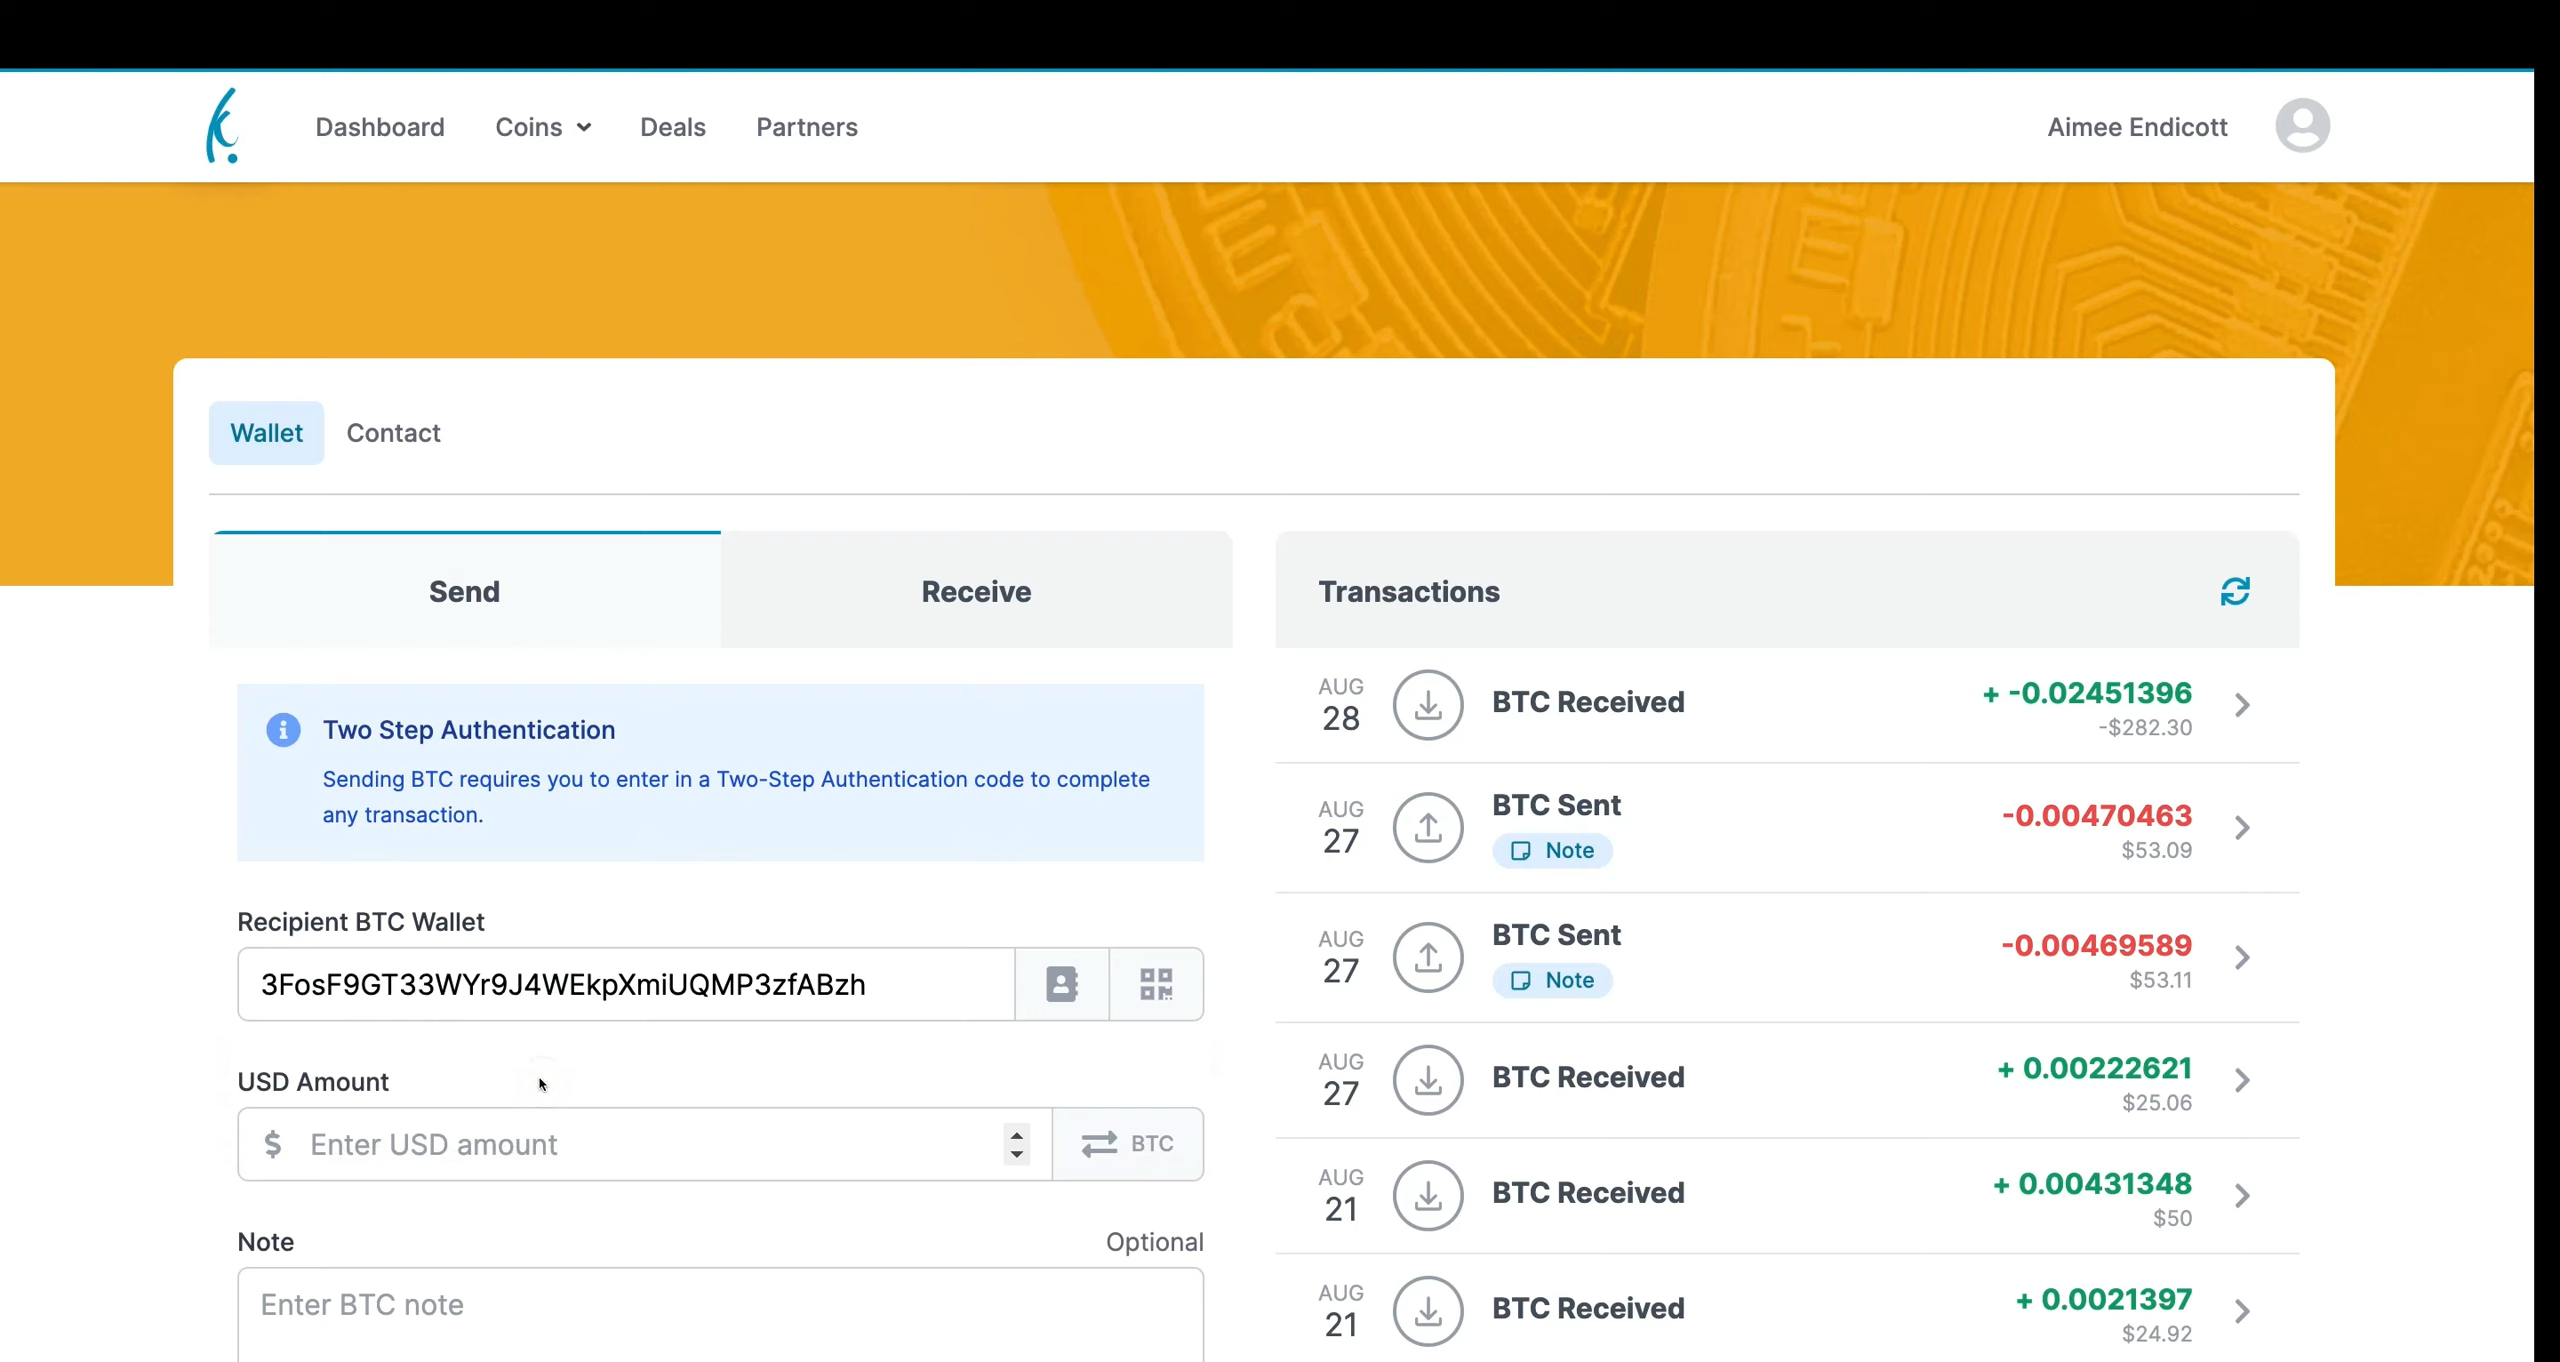 Dashboard
Coins
Deals
Partners
Aimee Endicott
Wallet
Contact
Send
Receive
Two Step Authentication
Sending BTC requires you to enter in a Two-Step Authentication code to complete
any transaction.
Recipient BTC Wallet
3FosF9GT33WYr9J4WEkpXmiUQMP3zfABzh
USD Amount
$ Enter USD amount
BTC
Note
Optional
Enter BTC note
Transactions
AUG
28
BTC Received
+ -0.02451396
-$282.30
AUG
27
BTC Sent
Note
-0.00470463
$53.09
AUG
27
BTC Sent
Note
-0.00469589
$53.11
AUG
27
BTC Received
+ 0.00222621
$25.06
AUG
21
BTC Received
+ 0.00431348
$50
AUG
21
BTC Received
+ 0.0021397
$24.92